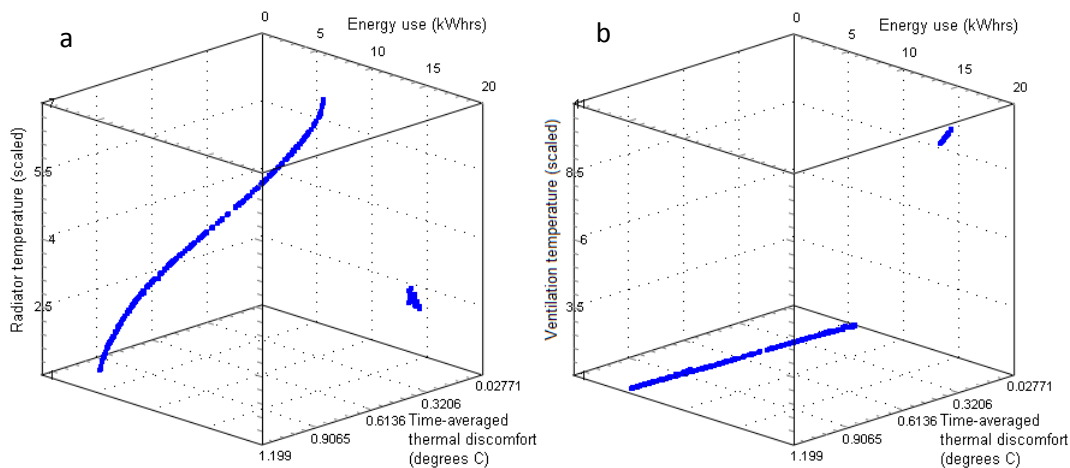 a
0
Energy use (kWhrs)
5
10
15
20
7
5.5
4
2.5
1
Radiator temperature (scaled)
0.02771
0.3206
0.6136
0.9065
1.199
Time-averaged
thermal discomfort
(degrees C)
b
0
Energy use (kWhrs)
5
10
15
20
11
8.5
6
3.5
1
Ventilation temperature (scaled)
0.02771
0.3206
0.6136
0.9065
1.199
Time-averaged
thermal discomfort
(degrees C)